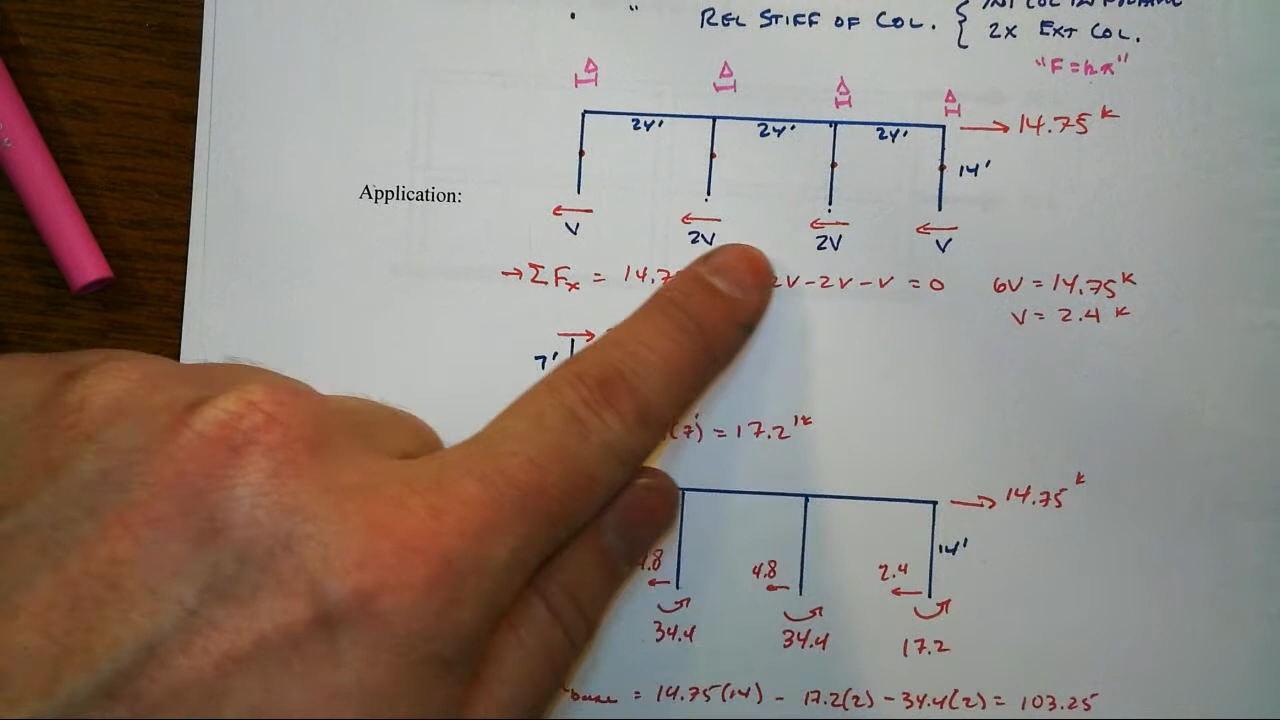 " REL STIFF OF COL. { 2X EXT COL.
"F = kx"
Δ Δ Δ Δ
24' 24' 24' → 14.75 k
14'
Application:
V 2V 2V V
→ΣFx = 14.7 2V-2V-V = 0 6V = 14.75 k
V = 2.4 k
7'
(7') = 17.2 'k
→ 14.75 k
14'
4.8 2.4
34.4 34.4 17.2
base = 14.75(14) - 17.2(2) - 34.4(2) = 103.25